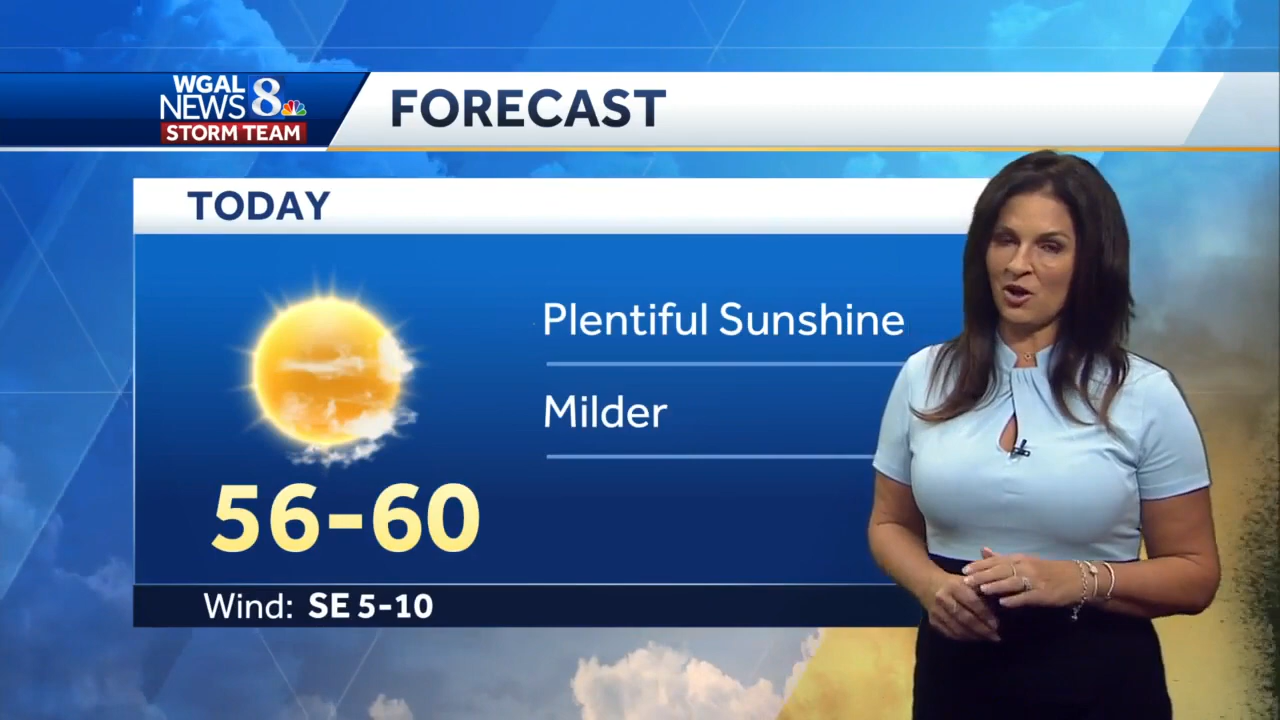 WGAL
NEWS 8
STORM TEAM
FORECAST
TODAY
Plentiful Sunshine
Milder
56-60
Wind: SE 5-10